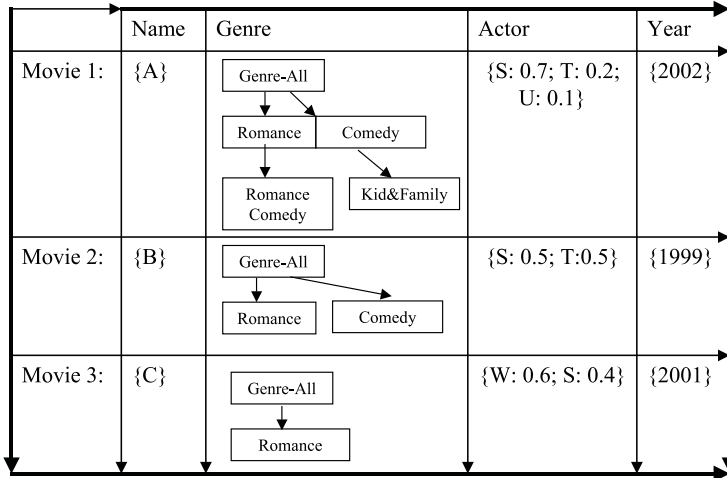 Name Genre Actor Year
Movie 1: {A} Genre-All {S: 0.7; T: 0.2; {2002}
U: 0.1}
Romance Comedy
Romance Kid&Family
Comedy
Movie 2: {B} Genre-All {S: 0.5; T:0.5} {1999}
Romance Comedy
Movie 3: {C} Genre-All {W: 0.6; S: 0.4} {2001}
Romance